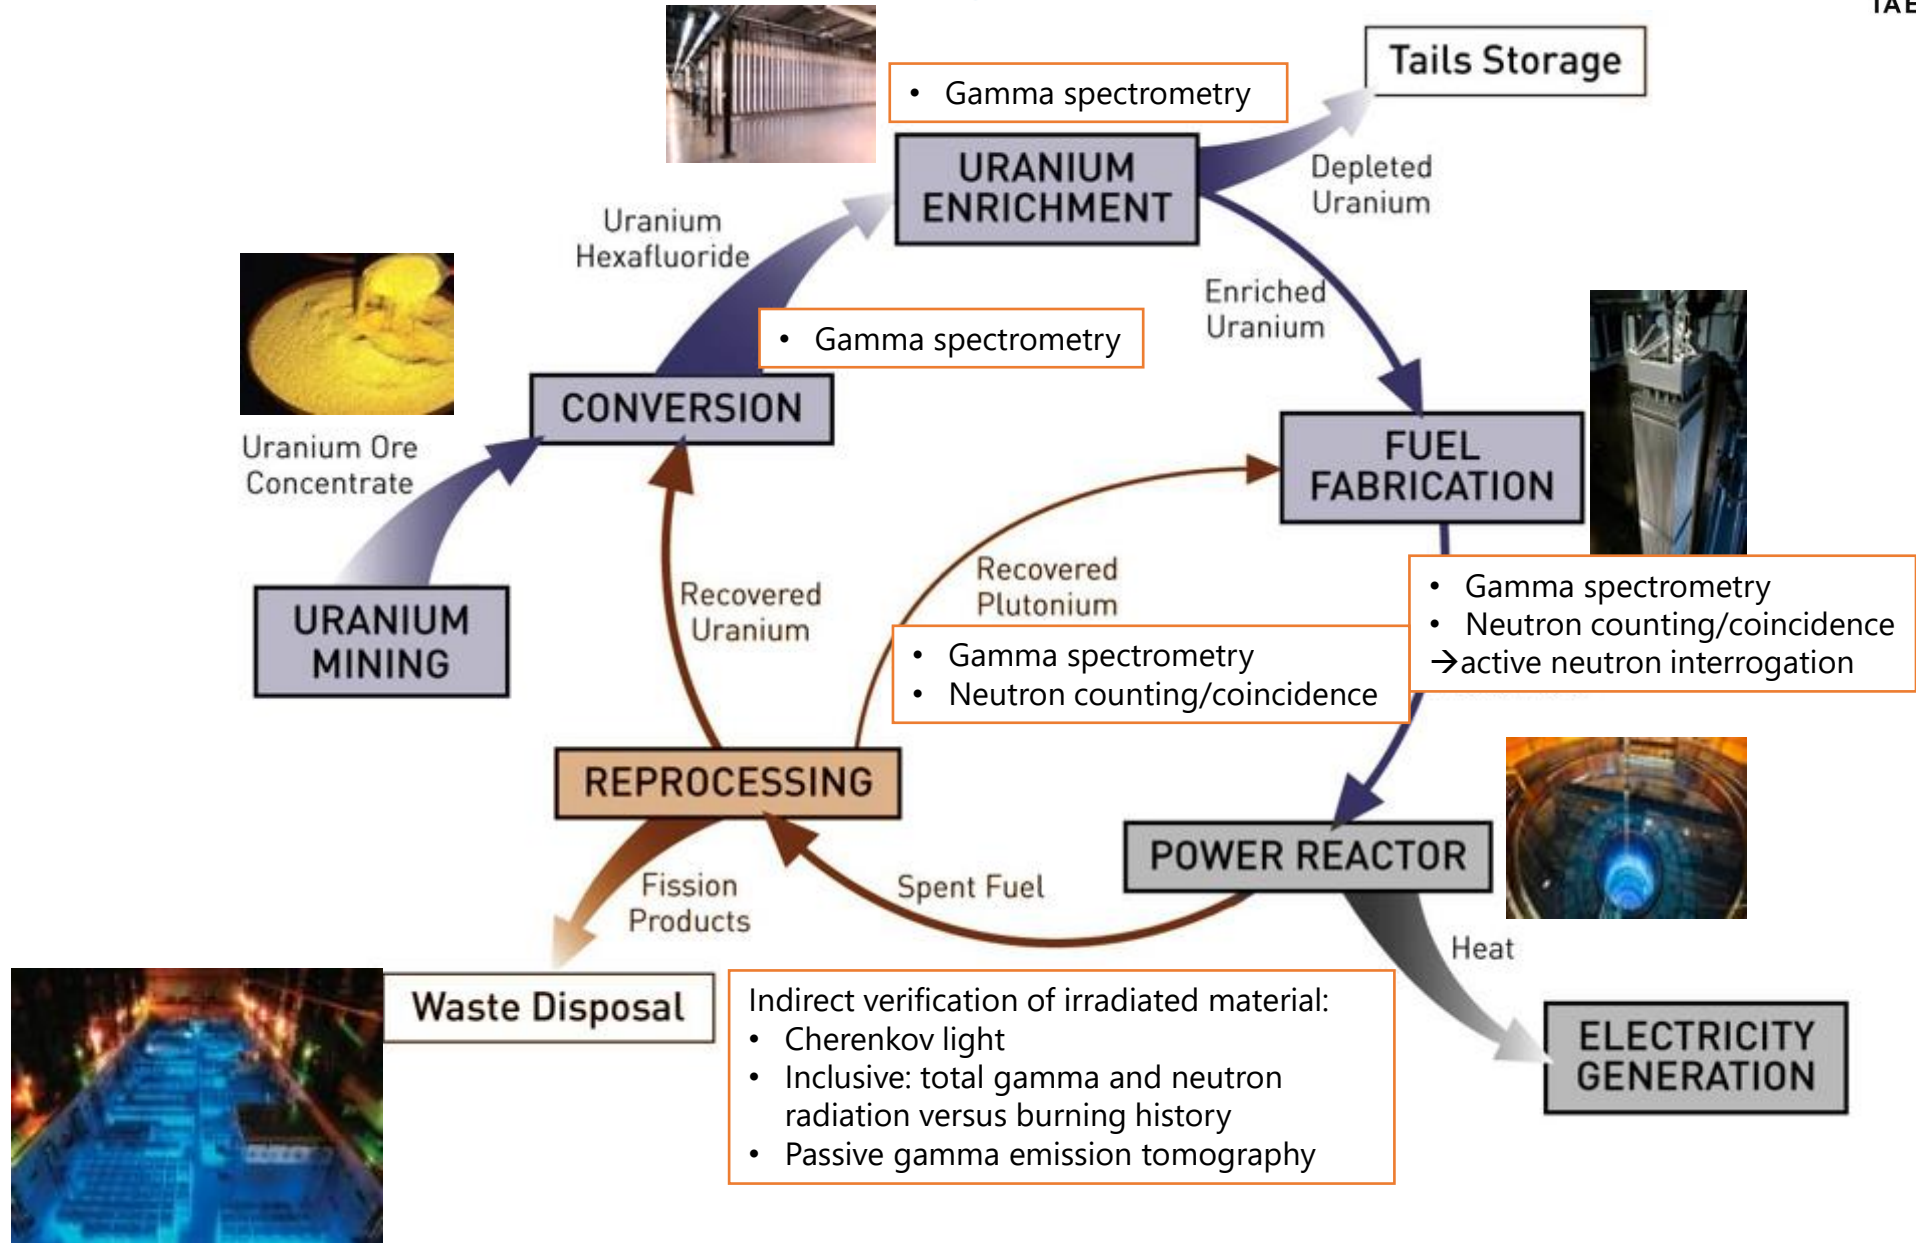 IAE
Tails Storage
• Gamma spectrometry
URANIUM
ENRICHMENT
Depleted
Uranium
Uranium
Hexafluoride
Enriched
Uranium
• Gamma spectrometry
CONVERSION
Uranium Ore
Concentrate
FUEL
FABRICATION
Recovered
Uranium
Recovered
Plutonium
URANIUM
MINING
• Gamma spectrometry
• Neutron counting/coincidence
→active neutron interrogation
• Gamma spectrometry
• Neutron counting/coincidence
REPROCESSING
POWER REACTOR
Fission
Products
Spent Fuel
Heat
Waste Disposal
Indirect verification of irradiated material:
• Cherenkov light
• Inclusive: total gamma and neutron
radiation versus burning history
• Passive gamma emission tomography
ELECTRICITY
GENERATION